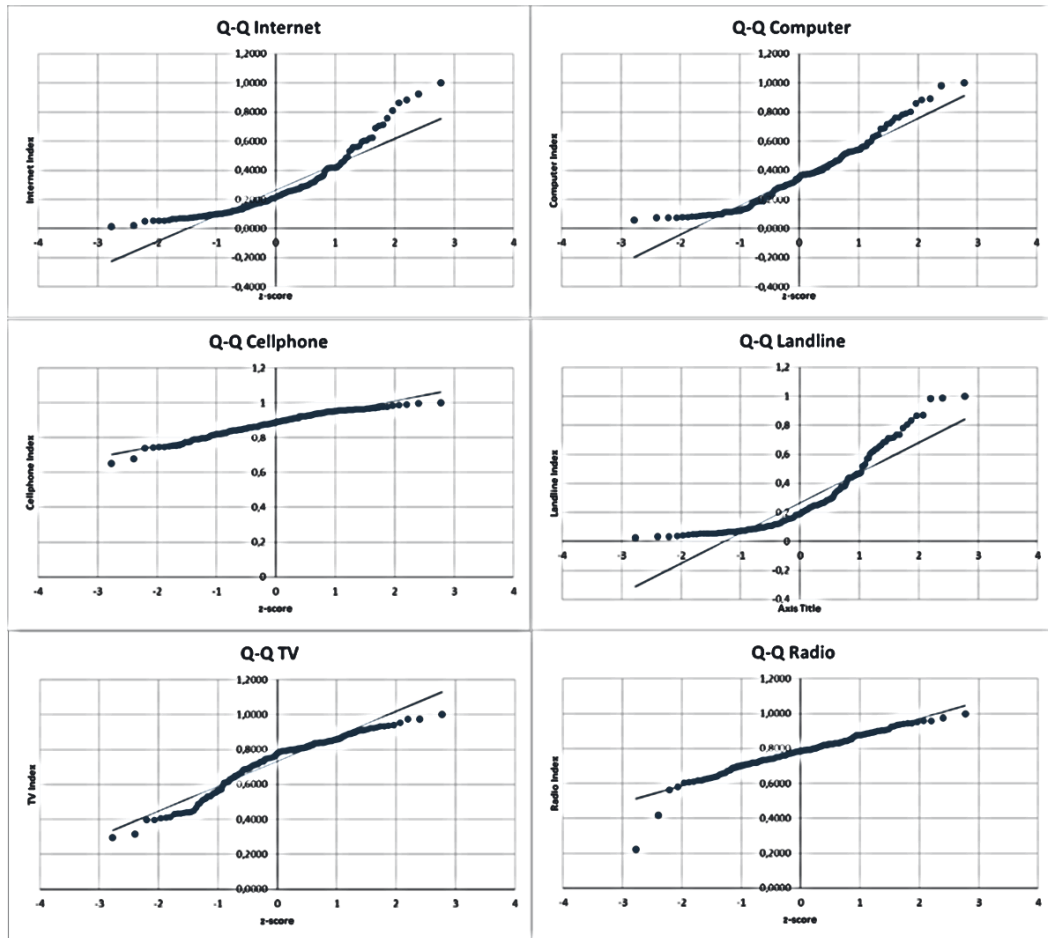 Q-Q Internet
1,2000
1,0000
0,8000
0,6000
0,4000
0,0000
-0,2000
-0,4000
-4 -3 -2 -1 0 1 2 3 4
Internet Index
z-score
Q-Q Computer
1,2000
1,0000
0,8000
0,6000
0,4000
0,0000
-0,2000
-0,4000
-4 -3 -2 -1 0 1 2 3 4
Computer Index
z-score
Q-Q Cellphone
1,2
1
0,8
0,6
0,4
0,2
0
-4 -3 -2 -1 0 1 2 3 4
Cellphone Index
z-score
Q-Q Landline
1,2
1
0,8
0,6
0,4
0,2
0
-0,2
-0,4
-4 -3 -2 -1 0 1 2 3 4
Landline Index
Axis Title
Q-Q TV
1,2000
1,0000
0,8000
0,6000
0,4000
0,2000
0,0000
-4 -3 -2 -1 0 1 2 3 4
TV Index
z-score
Q-Q Radio
1,2000
1,0000
0,8000
0,6000
0,4000
0,2000
0,0000
-4 -3 -2 -1 0 1 2 3 4
Radio Index
z-score